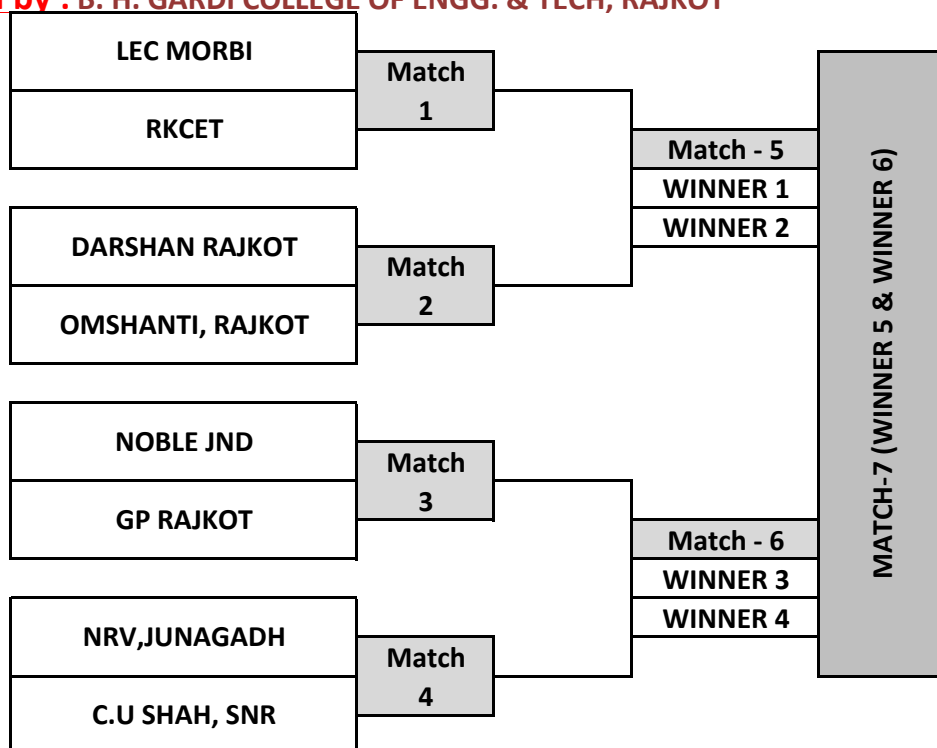 by : B. H. GARDI COLLEGE OF ENGG. & TECH, RAJKOT
LEC MORBI
RKCET
Match
1
DARSHAN RAJKOT
OMSHANTI, RAJKOT
Match
2
Match - 5
WINNER 1
WINNER 2
NOBLE JND
GP RAJKOT
Match
3
NRV,JUNAGADH
C.U SHAH, SNR
Match
4
Match - 6
WINNER 3
WINNER 4
MATCH-7 (WINNER 5 & WINNER 6)